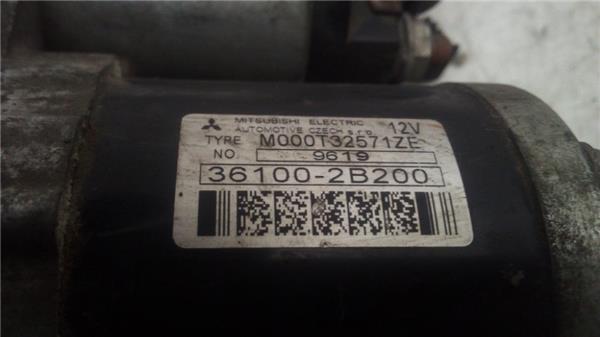 MITSUBISHI ELECTRIC 12V
AUTOMOTIVE CZECH s.r.o.
TYPE M000T32571ZE
NO. 9619
36100-2B200